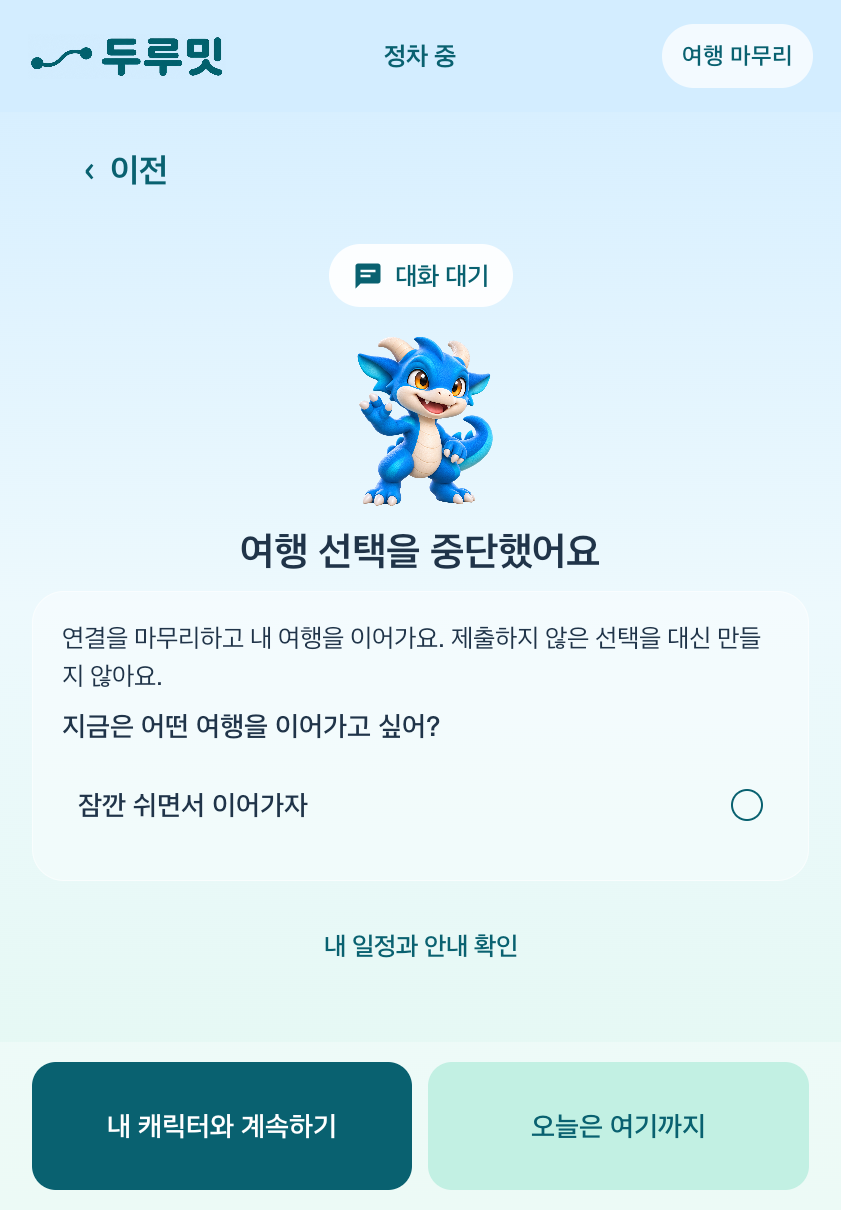 두루밋
정차 중
여행 마무리
‹ 이전
대화 대기
여행 선택을 중단했어요
연결을 마무리하고 내 여행을 이어가요. 제출하지 않은 선택을 대신 만들
지 않아요.
지금은 어떤 여행을 이어가고 싶어?
잠깐 쉬면서 이어가자
내 일정과 안내 확인
내 캐릭터와 계속하기
오늘은 여기까지